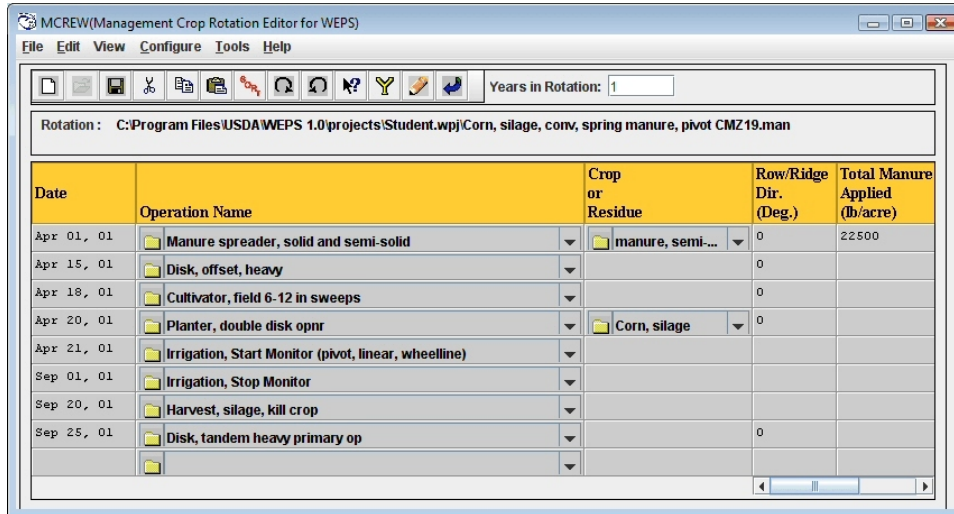 MCREW(Management Crop Rotation Editor for WEPS)
File Edit View Configure Tools Help
Years in Rotation: 1
Rotation : C:\Program Files\USDA\WEPS 1.0\projects\Student.wpj\Corn, silage, conv, spring manure, pivot CMZ19.man
Date Operation Name Crop or Residue Row/Ridge Dir. (Deg.) Total Manure Applied (lb/acre)
Apr 01, 01 Manure spreader, solid and semi-solid manure, semi-... 0 22500
Apr 15, 01 Disk, offset, heavy 0
Apr 18, 01 Cultivator, field 6-12 in sweeps 0
Apr 20, 01 Planter, double disk opnr Corn, silage 0
Apr 21, 01 Irrigation, Start Monitor (pivot, linear, wheelline)
Sep 01, 01 Irrigation, Stop Monitor
Sep 20, 01 Harvest, silage, kill crop
Sep 25, 01 Disk, tandem heavy primary op 0